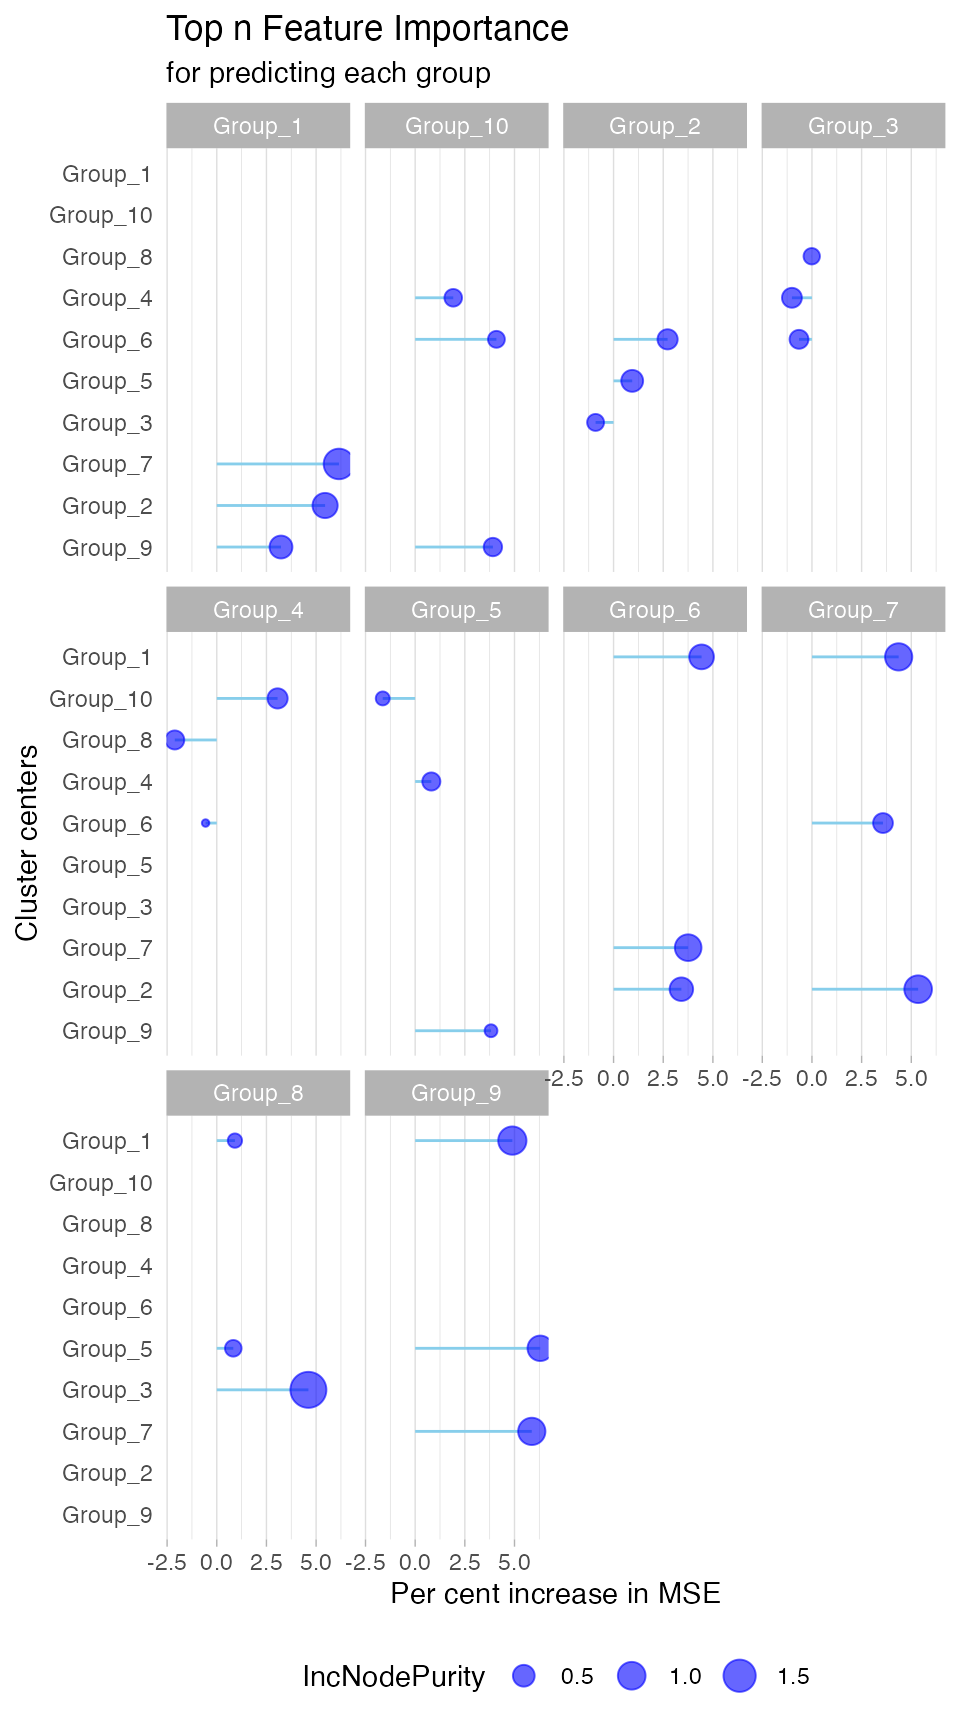 Top n Feature Importance
for predicting each group
Group_1 Group_10 Group_2 Group_3
Group_1
Group_10
Group_8
Group_4
Group_6
Group_5
Group_3
Group_7
Group_2
Group_9
Group_4 Group_5 Group_6 Group_7
Group_1
Group_10
Group_8
Group_4
Group_6
Group_5
Group_3
Group_7
Group_2
Group_9
-2.5 0.0 2.5 5.0 -2.5 0.0 2.5 5.0
Group_8 Group_9
Group_1
Group_10
Group_8
Group_4
Group_6
Group_5
Group_3
Group_7
Group_2
Group_9
-2.5 0.0 2.5 5.0 -2.5 0.0 2.5 5.0
Cluster centers
Per cent increase in MSE
IncNodePurity 0.5 1.0 1.5